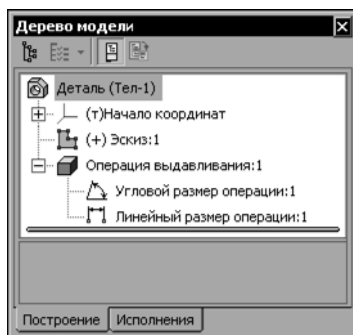 Дерево модели
Деталь (Тел-1)
(т)Начало координат
(+) Эскиз:1
Операция выдавливания:1
Угловой размер операции:1
Линейный размер операции:1
Построение Исполнения